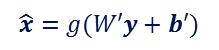 x̂ = g(W′y + b′)